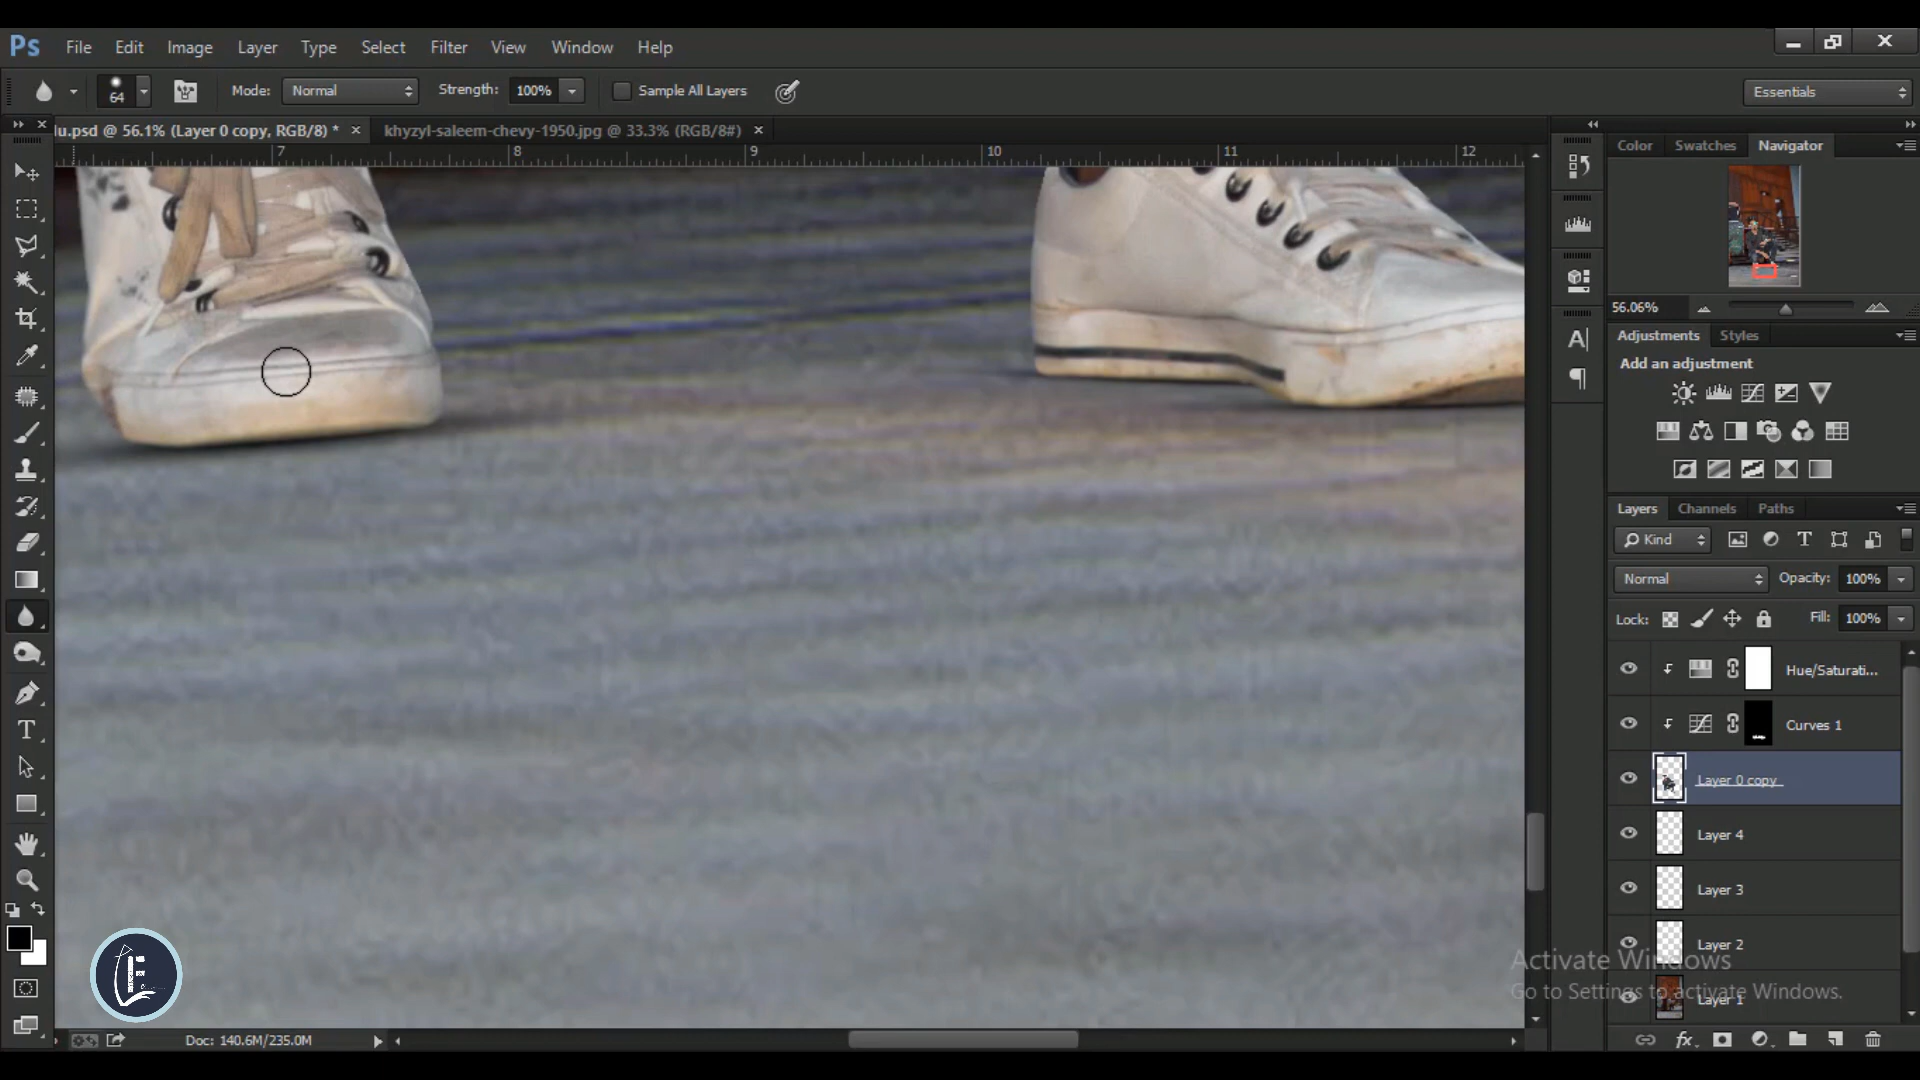 Ps File Edit Image Layer Type Select Filter View Window Help
64 Mode: Normal Strength: 100% Sample All Layers Essentials
lu.psd @ 56.1% (Layer 0 copy, RGB/8) * × khyzyl-saleem-chevy-1950.jpg @ 33.3% (RGB/8#) ×
7 8 9 10 11 12
Color Swatches Navigator
56.06%
Adjustments Styles
Add an adjustment
Layers Channels Paths
Kind
Normal Opacity: 100%
Lock: Fill: 100%
Hue/Saturati...
Curves 1
Layer 0 copy
Layer 4
Layer 3
Layer 2
Layer 1
Activate Windows
Go to Settings to activate Windows.
E
Doc: 140.6M/235.0M